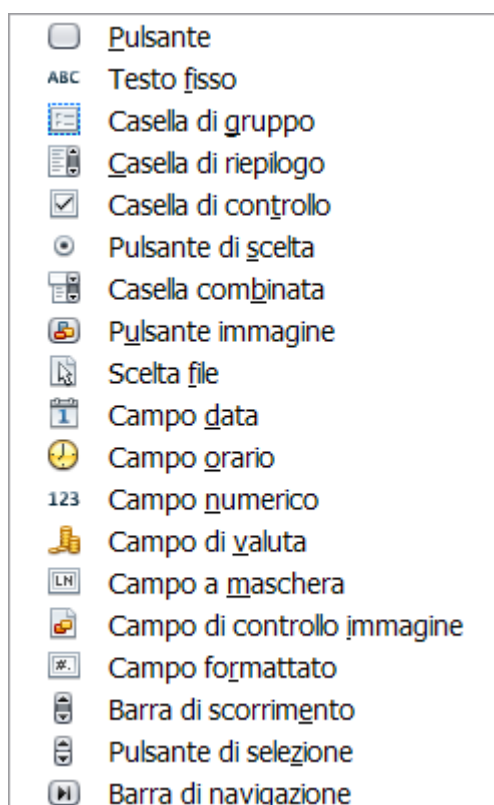 Pulsante
ABC Testo fisso
Casella di gruppo
Casella di riepilogo
Casella di controllo
Pulsante di scelta
Casella combinata
Pulsante immagine
Scelta file
1 Campo data
Campo orario
123 Campo numerico
Campo di valuta
LN Campo a maschera
Campo di controllo immagine
#. Campo formattato
Barra di scorrimento
Pulsante di selezione
Barra di navigazione